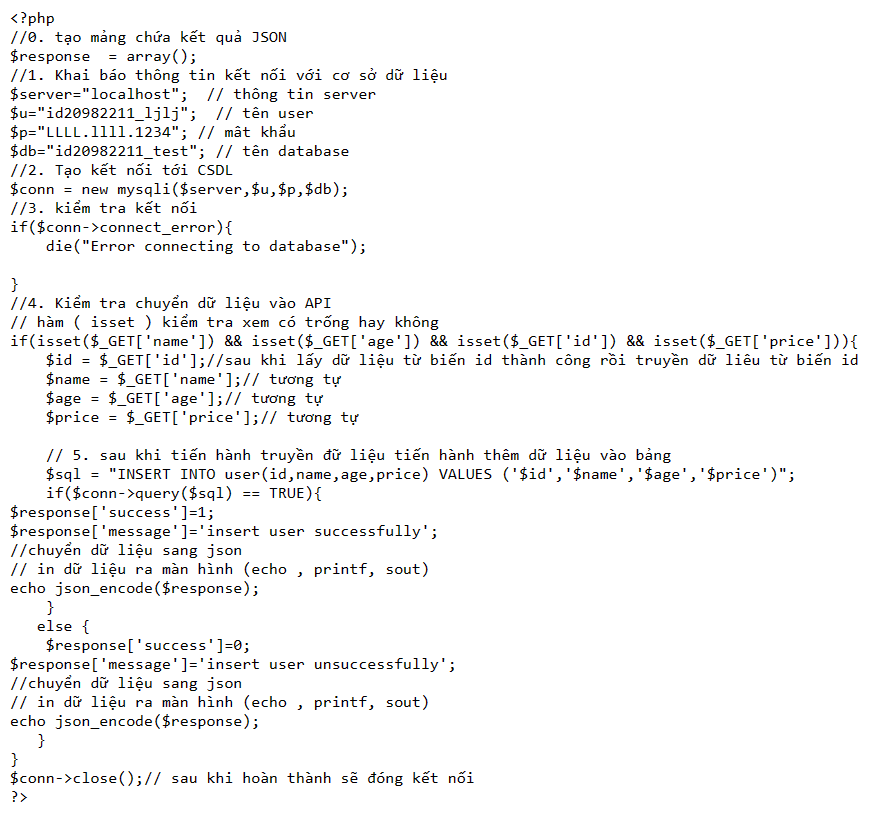 <?php
//0. tạo mảng chứa kết quả JSON
$response  = array();
//1. Khai báo thông tin kết nối với cơ sở dữ liệu
$server="localhost";  // thông tin server
$u="id20982211_ljlj";  // tên user
$p="LLLL.llll.1234"; // mât khẩu
$db="id20982211_test"; // tên database
//2. Tạo kết nối tới CSDL
$conn = new mysqli($server,$u,$p,$db);
//3. kiểm tra kết nối
if($conn->connect_error){
    die("Error connecting to database");

}
//4. Kiểm tra chuyển dữ liệu vào API
// hàm ( isset ) kiểm tra xem có trống hay không
if(isset($_GET['name']) && isset($_GET['age']) && isset($_GET['id']) && isset($_GET['price'])){
    $id = $_GET['id'];//sau khi lấy dữ liệu từ biến id thành công rồi truyền dữ liêu từ biến id
    $name = $_GET['name'];// tương tự
    $age = $_GET['age'];// tương tự
    $price = $_GET['price'];// tương tự

    // 5. sau khi tiến hành truyền đữ liệu tiến hành thêm dữ liệu vào bảng
    $sql = "INSERT INTO user(id,name,age,price) VALUES ('$id','$name','$age','$price')";
    if($conn->query($sql) == TRUE){
$response['success']=1;
$response['message']='insert user successfully';
//chuyển dữ liệu sang json
// in dữ liệu ra màn hình (echo , printf, sout)
echo json_encode($response);
    }
   else {
    $response['success']=0;
$response['message']='insert user unsuccessfully';
//chuyển dữ liệu sang json
// in dữ liệu ra màn hình (echo , printf, sout)
echo json_encode($response);
   }
}
$conn->close();// sau khi hoàn thành sẽ đóng kết nối
?>